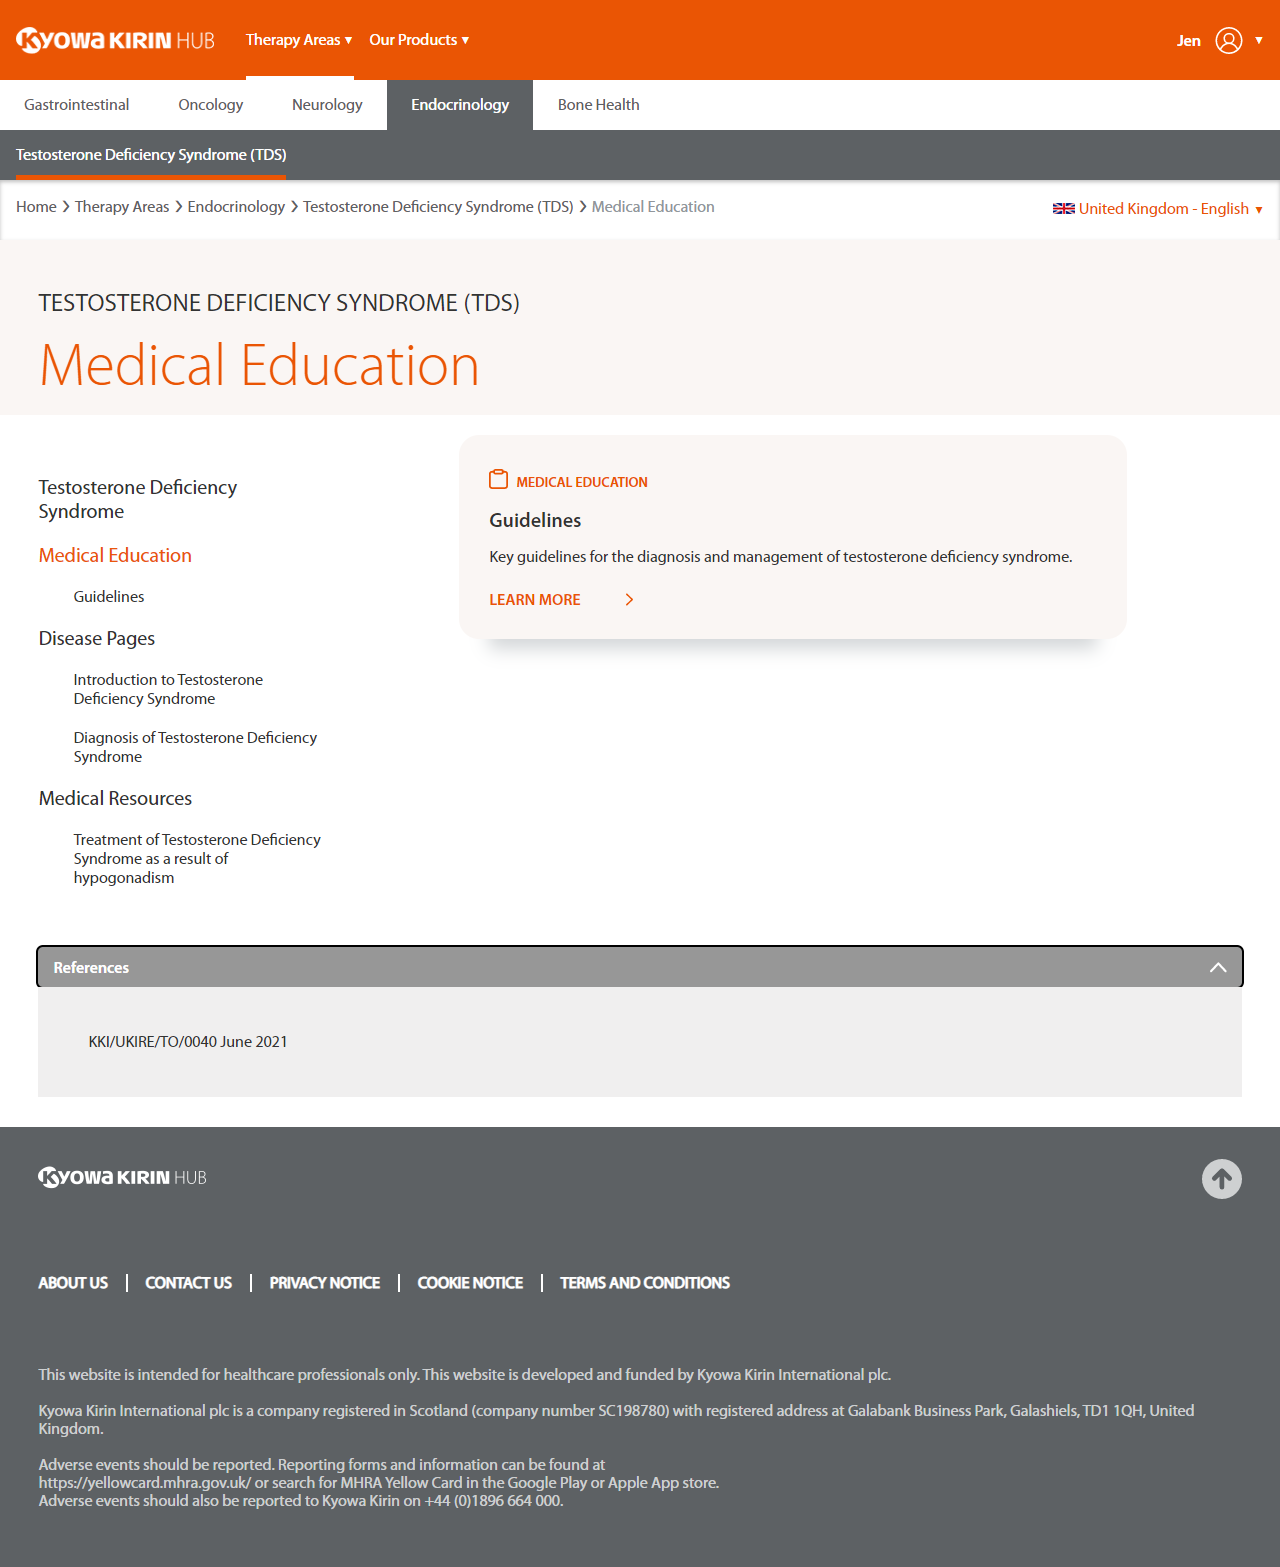 KYOWA KIRIN HUB
Therapy Areas ▼ Our Products ▼
Jen ▼
Gastrointestinal Oncology Neurology Endocrinology Bone Health
Testosterone Deficiency Syndrome (TDS)
Home > Therapy Areas > Endocrinology > Testosterone Deficiency Syndrome (TDS) > Medical Education
United Kingdom - English ▼
TESTOSTERONE DEFICIENCY SYNDROME (TDS)
Medical Education
Testosterone Deficiency
Syndrome
Medical Education
Guidelines
Disease Pages
Introduction to Testosterone
Deficiency Syndrome
Diagnosis of Testosterone Deficiency
Syndrome
Medical Resources
Treatment of Testosterone Deficiency
Syndrome as a result of
hypogonadism
MEDICAL EDUCATION
Guidelines
Key guidelines for the diagnosis and management of testosterone deficiency syndrome.
LEARN MORE
References
KKI/UKIRE/TO/0040 June 2021
KYOWA KIRIN HUB
ABOUT US | CONTACT US | PRIVACY NOTICE | COOKIE NOTICE | TERMS AND CONDITIONS
This website is intended for healthcare professionals only. This website is developed and funded by Kyowa Kirin International plc.
Kyowa Kirin International plc is a company registered in Scotland (company number SC198780) with registered address at Galabank Business Park, Galashiels, TD1 1QH, United
Kingdom.
Adverse events should be reported. Reporting forms and information can be found at
https://yellowcard.mhra.gov.uk/ or search for MHRA Yellow Card in the Google Play or Apple App store.
Adverse events should also be reported to Kyowa Kirin on +44 (0)1896 664 000.